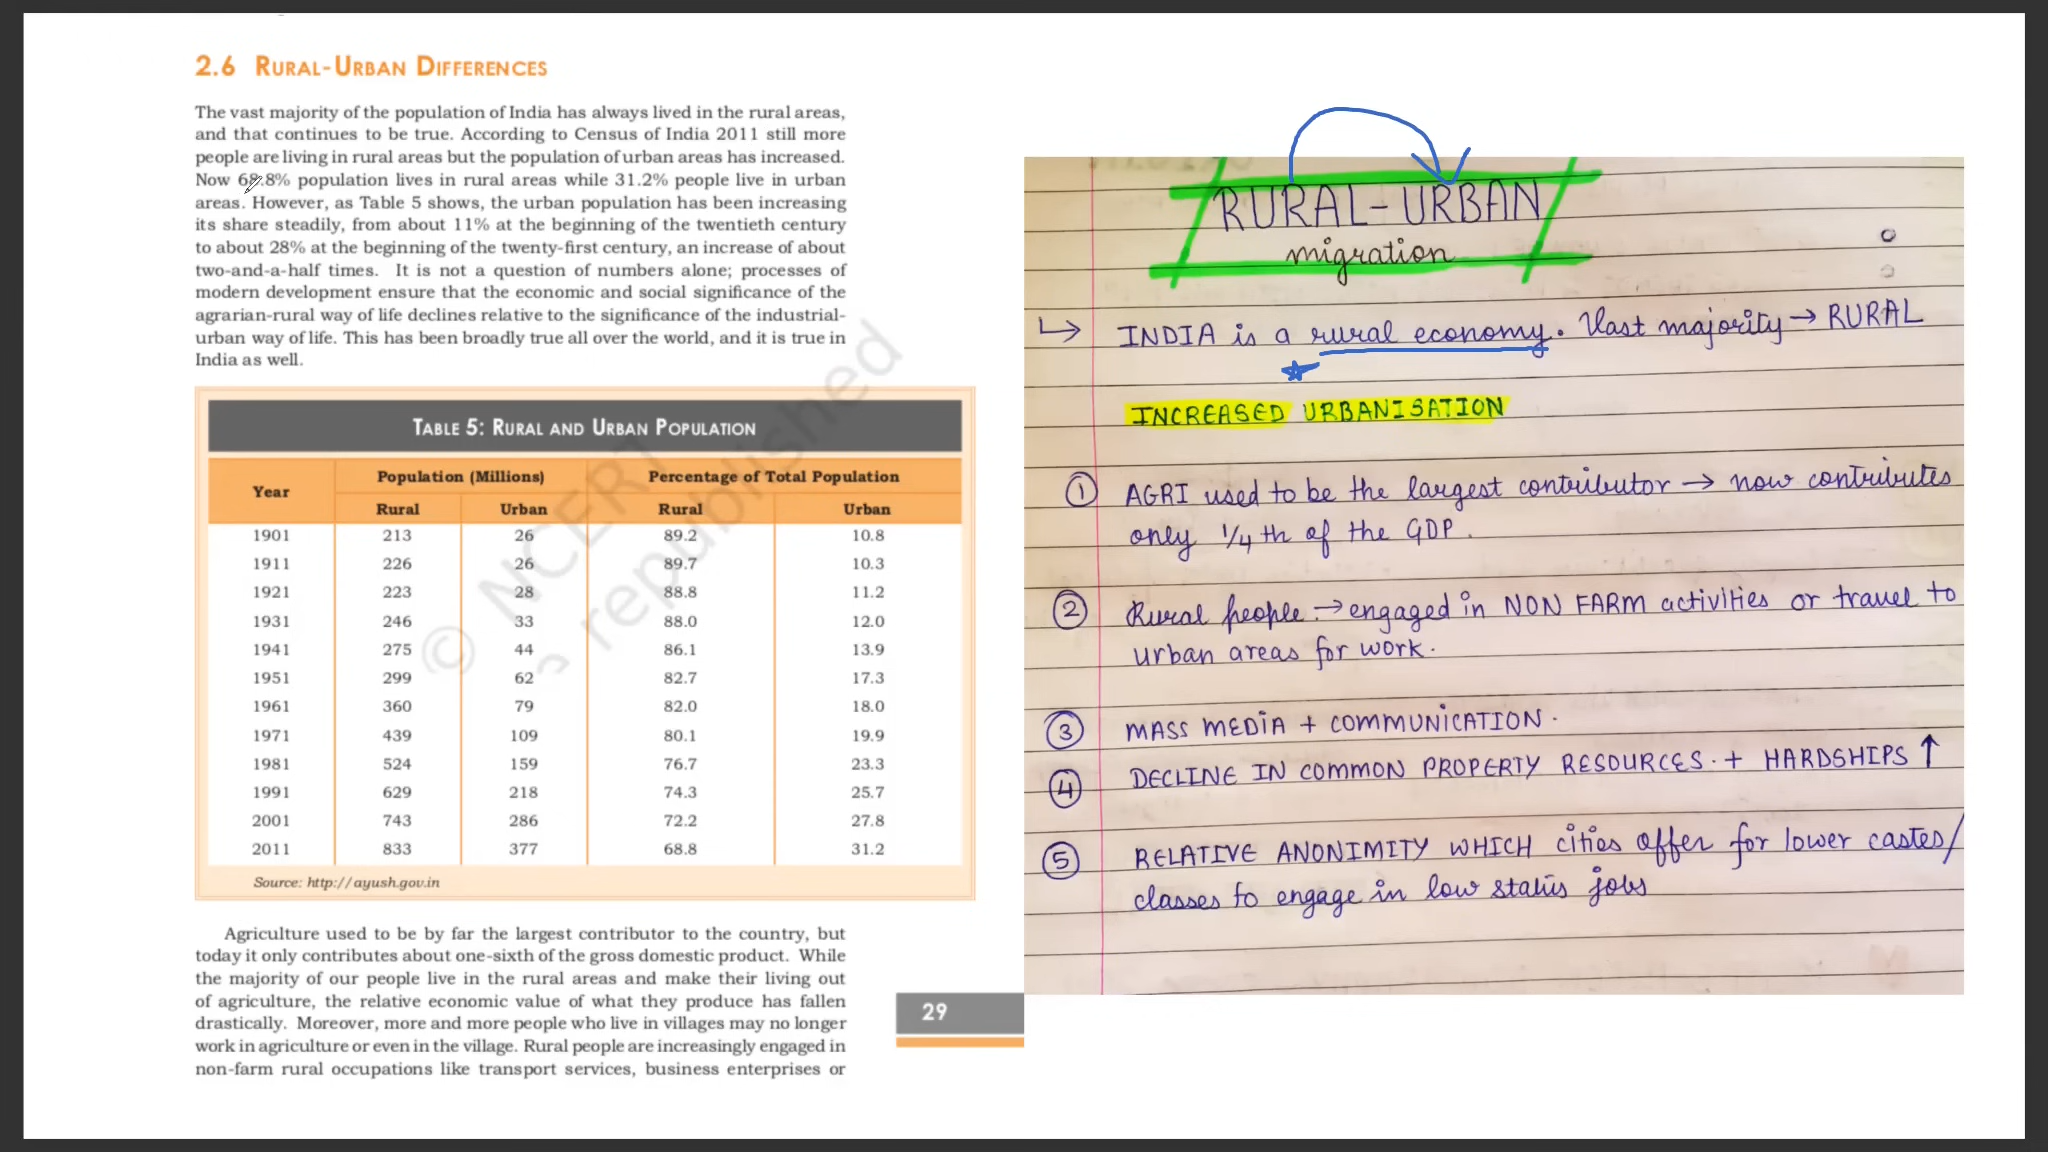 2.6 RURAL-URBAN DIFFERENCES
The vast majority of the population of India has always lived in the rural areas,
and that continues to be true. According to Census of India 2011 still more
people are living in rural areas but the population of urban areas has increased.
Now 68.8% population lives in rural areas while 31.2% people live in urban
areas. However, as Table 5 shows, the urban population has been increasing
its share steadily, from about 11% at the beginning of the twentieth century
to about 28% at the beginning of the twenty-first century, an increase of about
two-and-a-half times. It is not a question of numbers alone; processes of
modern development ensure that the economic and social significance of the
agrarian-rural way of life declines relative to the significance of the industrial-
urban way of life. This has been broadly true all over the world, and it is true in
India as well.
TABLE 5: RURAL AND URBAN POPULATION
Year Population (Millions) Percentage of Total Population
Rural Urban Rural Urban
1901 213 26 89.2 10.8
1911 226 26 89.7 10.3
1921 223 28 88.8 11.2
1931 246 33 88.0 12.0
1941 275 44 86.1 13.9
1951 299 62 82.7 17.3
1961 360 79 82.0 18.0
1971 439 109 80.1 19.9
1981 524 159 76.7 23.3
1991 629 218 74.3 25.7
2001 743 286 72.2 27.8
2011 833 377 68.8 31.2
Source: http://ayush.gov.in
© NCERT
republished
Agriculture used to be by far the largest contributor to the country, but
today it only contributes about one-sixth of the gross domestic product. While
the majority of our people live in the rural areas and make their living out
of agriculture, the relative economic value of what they produce has fallen
drastically. Moreover, more and more people who live in villages may no longer
work in agriculture or even in the village. Rural people are increasingly engaged in
non-farm rural occupations like transport services, business enterprises or
29
RURAL-URBAN
migration
↳ INDIA is a rural economy. Vast majority → RURAL
INCREASED URBANISATION
① AGRI used to be the largest contributor → now contributes
only 1/4 th of the GDP.
② Rural people. → engaged in NON FARM activities or travel to
urban areas for work.
③ MASS MEDIA + COMMUNICATION.
④ DECLINE IN COMMON PROPERTY RESOURCES. + HARDSHIPS ↑
⑤ RELATIVE ANONIMITY WHICH cities offer for lower castes/
classes to engage in low status jobs